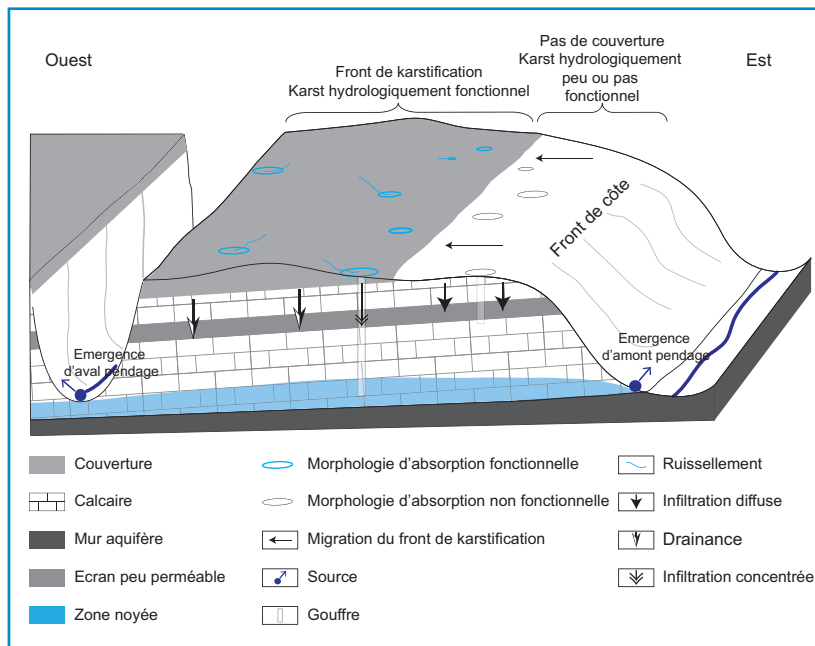 Ouest
Front de karstification
Karst hydrologiquement fonctionnel
Pas de couverture
Karst hydrologiquement
peu ou pas
fonctionnel
Est
Front de côte
Emergence
d'aval pendage
Emergence
d'amont pendage
Couverture
Calcaire
Mur aquifère
Ecran peu perméable
Zone noyée
Morphologie d'absorption fonctionnelle
Morphologie d'absorption non fonctionnelle
Migration du front de karstification
Source
Gouffre
Ruissellement
Infiltration diffuse
Drainance
Infiltration concentrée